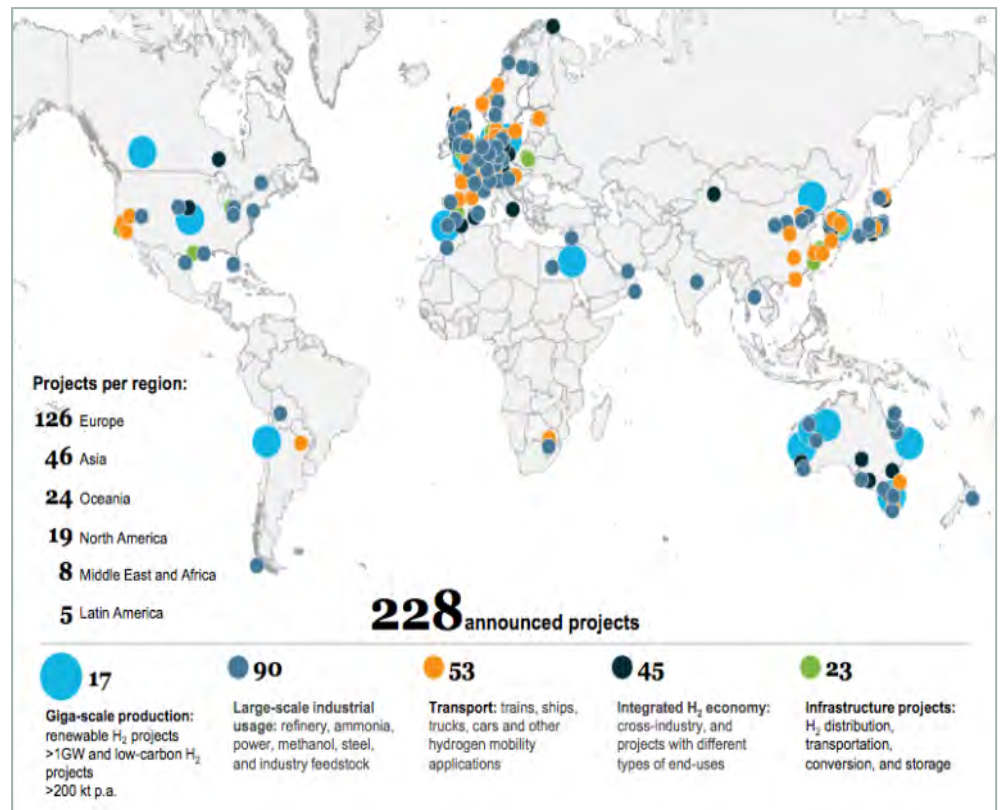 Projects per region:
126 Europe
46 Asia
24 Oceania
19 North America
8 Middle East and Africa
5 Latin America
228 announced projects
17
Giga-scale production:
renewable H₂ projects
>1GW and low-carbon H₂
projects
>200 kt p.a.
90
Large-scale industrial
usage: refinery, ammonia,
power, methanol, steel,
and industry feedstock
53
Transport: trains, ships,
trucks, cars and other
hydrogen mobility
applications
45
Integrated H₂ economy:
cross-industry, and
projects with different
types of end-uses
23
Infrastructure projects:
H₂ distribution,
transportation,
conversion, and storage